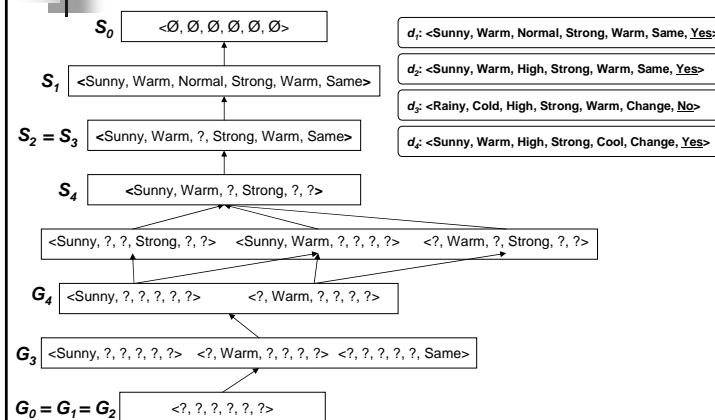 S0 <Ø, Ø, Ø, Ø, Ø, Ø>
d1: <Sunny, Warm, Normal, Strong, Warm, Same, Yes>
S1 <Sunny, Warm, Normal, Strong, Warm, Same>
d2: <Sunny, Warm, High, Strong, Warm, Same, Yes>
d3: <Rainy, Cold, High, Strong, Warm, Change, No>
S2 = S3 <Sunny, Warm, ?, Strong, Warm, Same>
d4: <Sunny, Warm, High, Strong, Cool, Change, Yes>
S4 <Sunny, Warm, ?, Strong, ?, ?>
<Sunny, ?, ?, Strong, ?, ?> <Sunny, Warm, ?, ?, ?, ?> <?, Warm, ?, Strong, ?, ?>
G4 <Sunny, ?, ?, ?, ?, ?> <?, Warm, ?, ?, ?, ?>
G3 <Sunny, ?, ?, ?, ?, ?> <?, Warm, ?, ?, ?, ?> <?, ?, ?, ?, ?, Same>
G0 = G1 = G2 <?, ?, ?, ?, ?, ?>